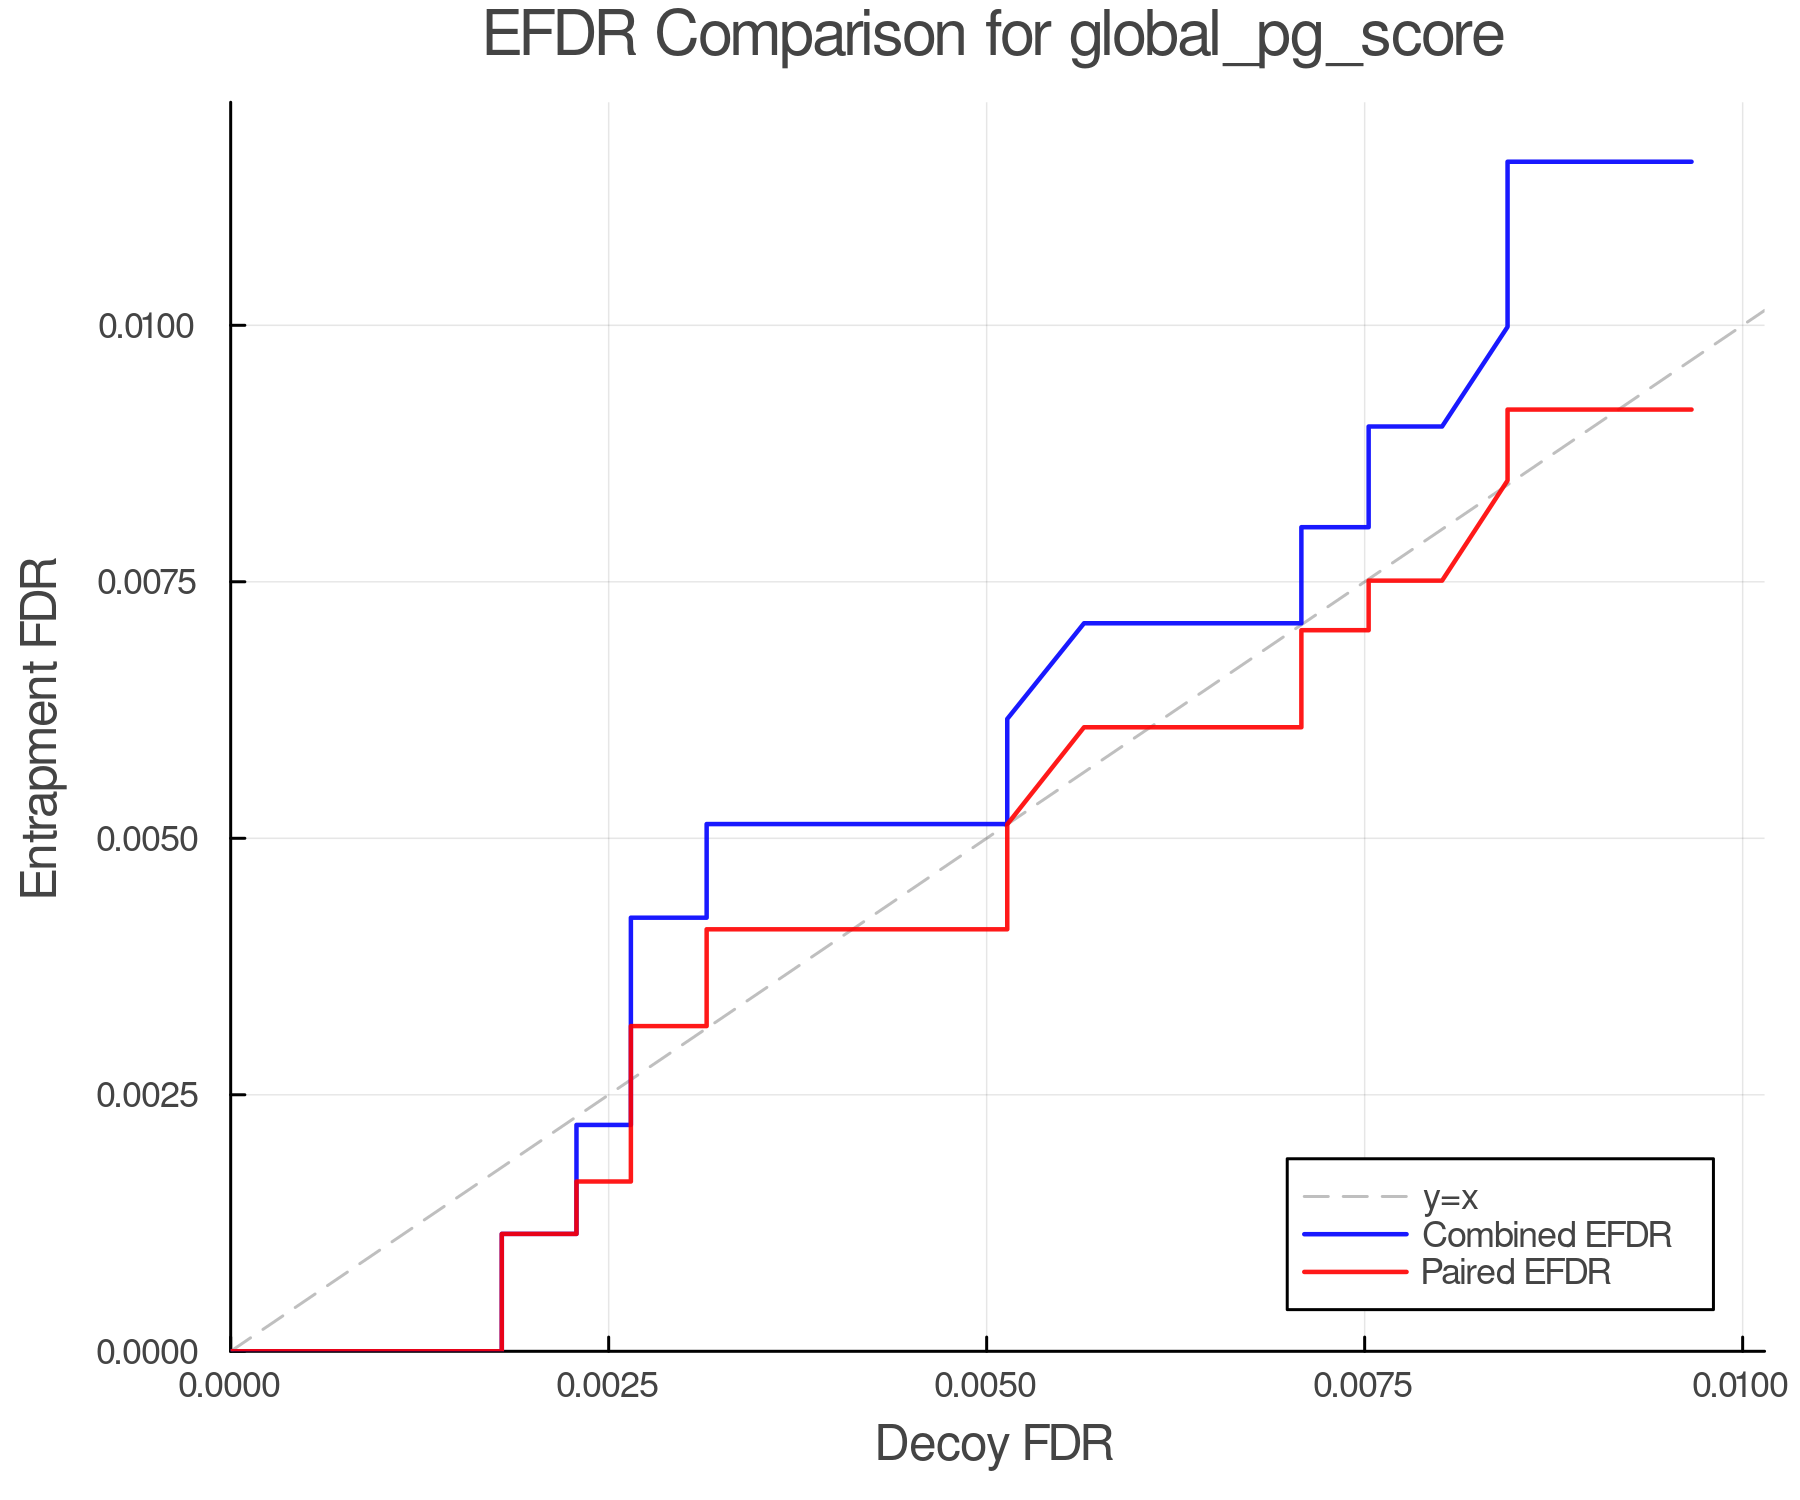 EFDR Comparison for global_pg_score
Entrapment FDR
0.0100
0.0075
0.0050
0.0025
0.0000
0.0000 0.0025 0.0050 0.0075 0.0100
Decoy FDR
y=x
Combined EFDR
Paired EFDR